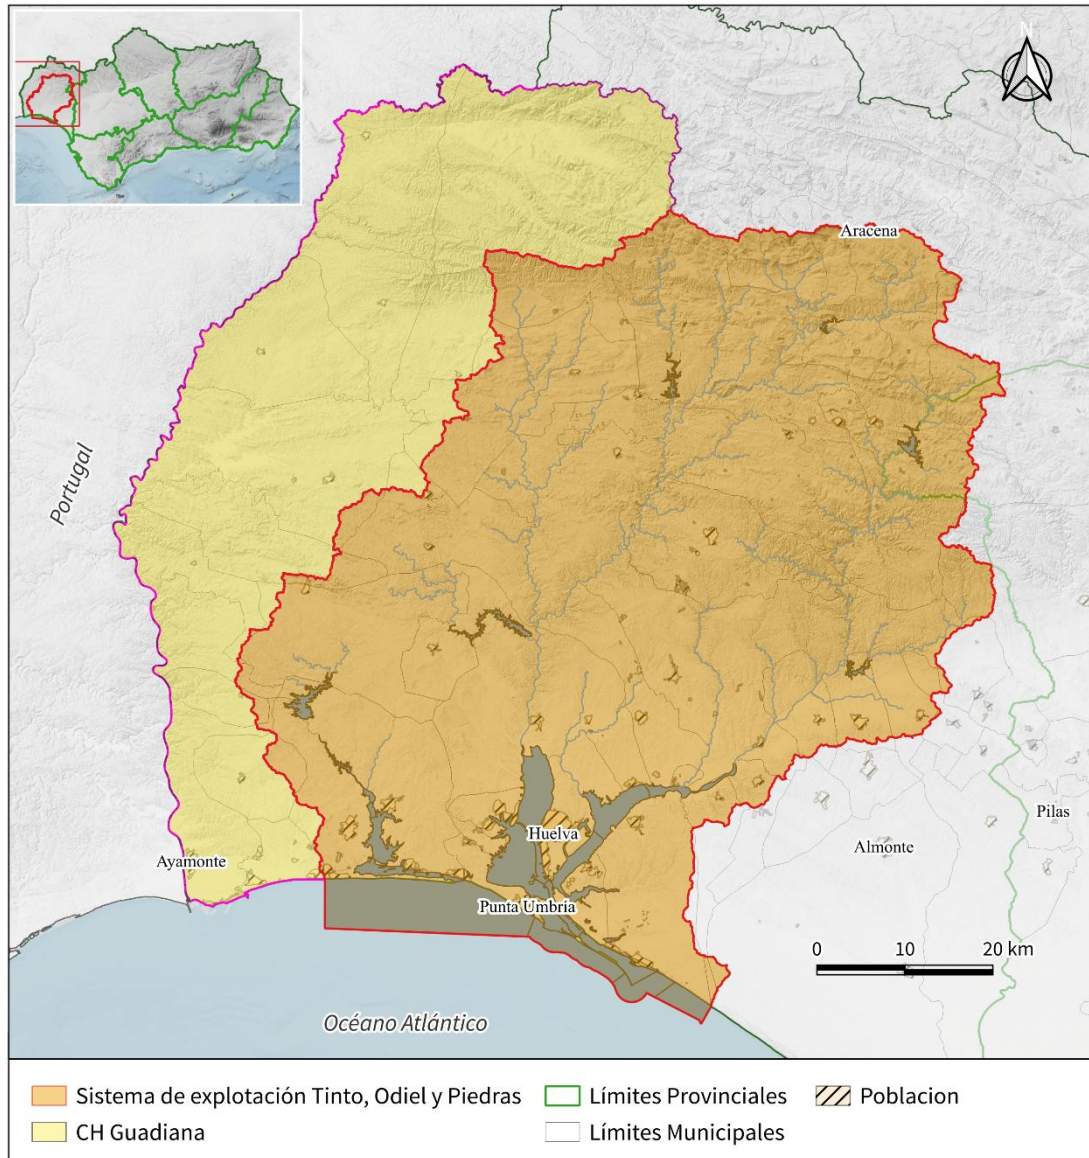 N
Aracena
Portugal
Huelva
Ayamonte
Almonte
Pilas
Punta Umbría
0 10 20 km
Océano Atlántico
Sistema de explotación Tinto, Odiel y Piedras
Límites Provinciales
Poblacion
CH Guadiana
Límites Municipales